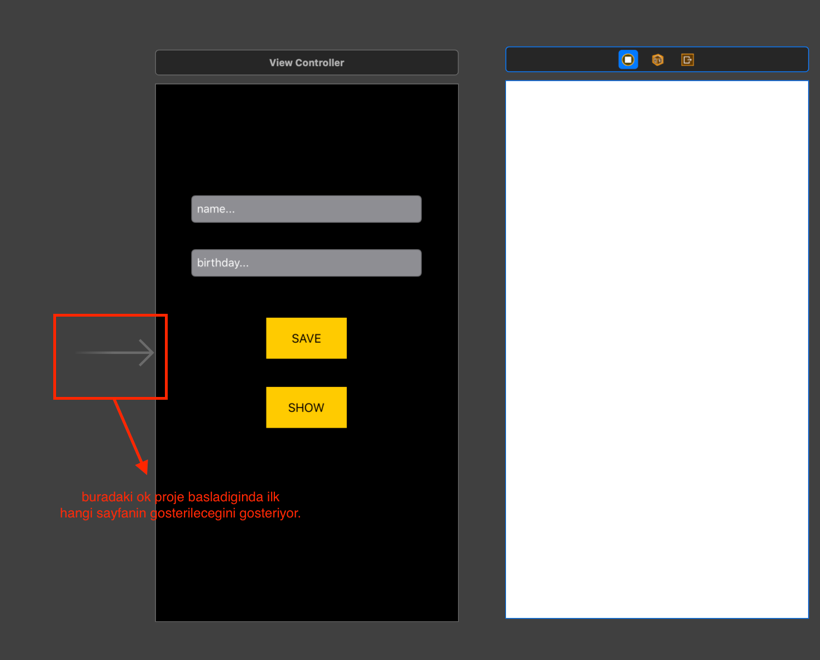 View Controller
name...
birthday...
SAVE
SHOW
buradaki ok proje basladiginda ilk
hangi sayfanin gosterilecegini gosteriyor.